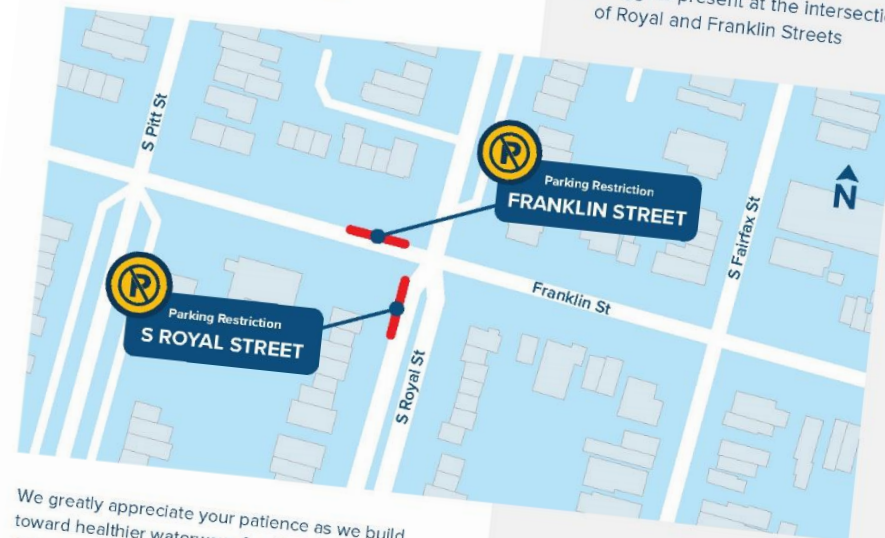 present at the intersection
of Royal and Franklin Streets
S Pitt St
P
Parking Restriction
FRANKLIN STREET
N
S Fairfax St
P
Parking Restriction
S ROYAL STREET
Franklin St
S Royal St
We greatly appreciate your patience as we build
toward healthier